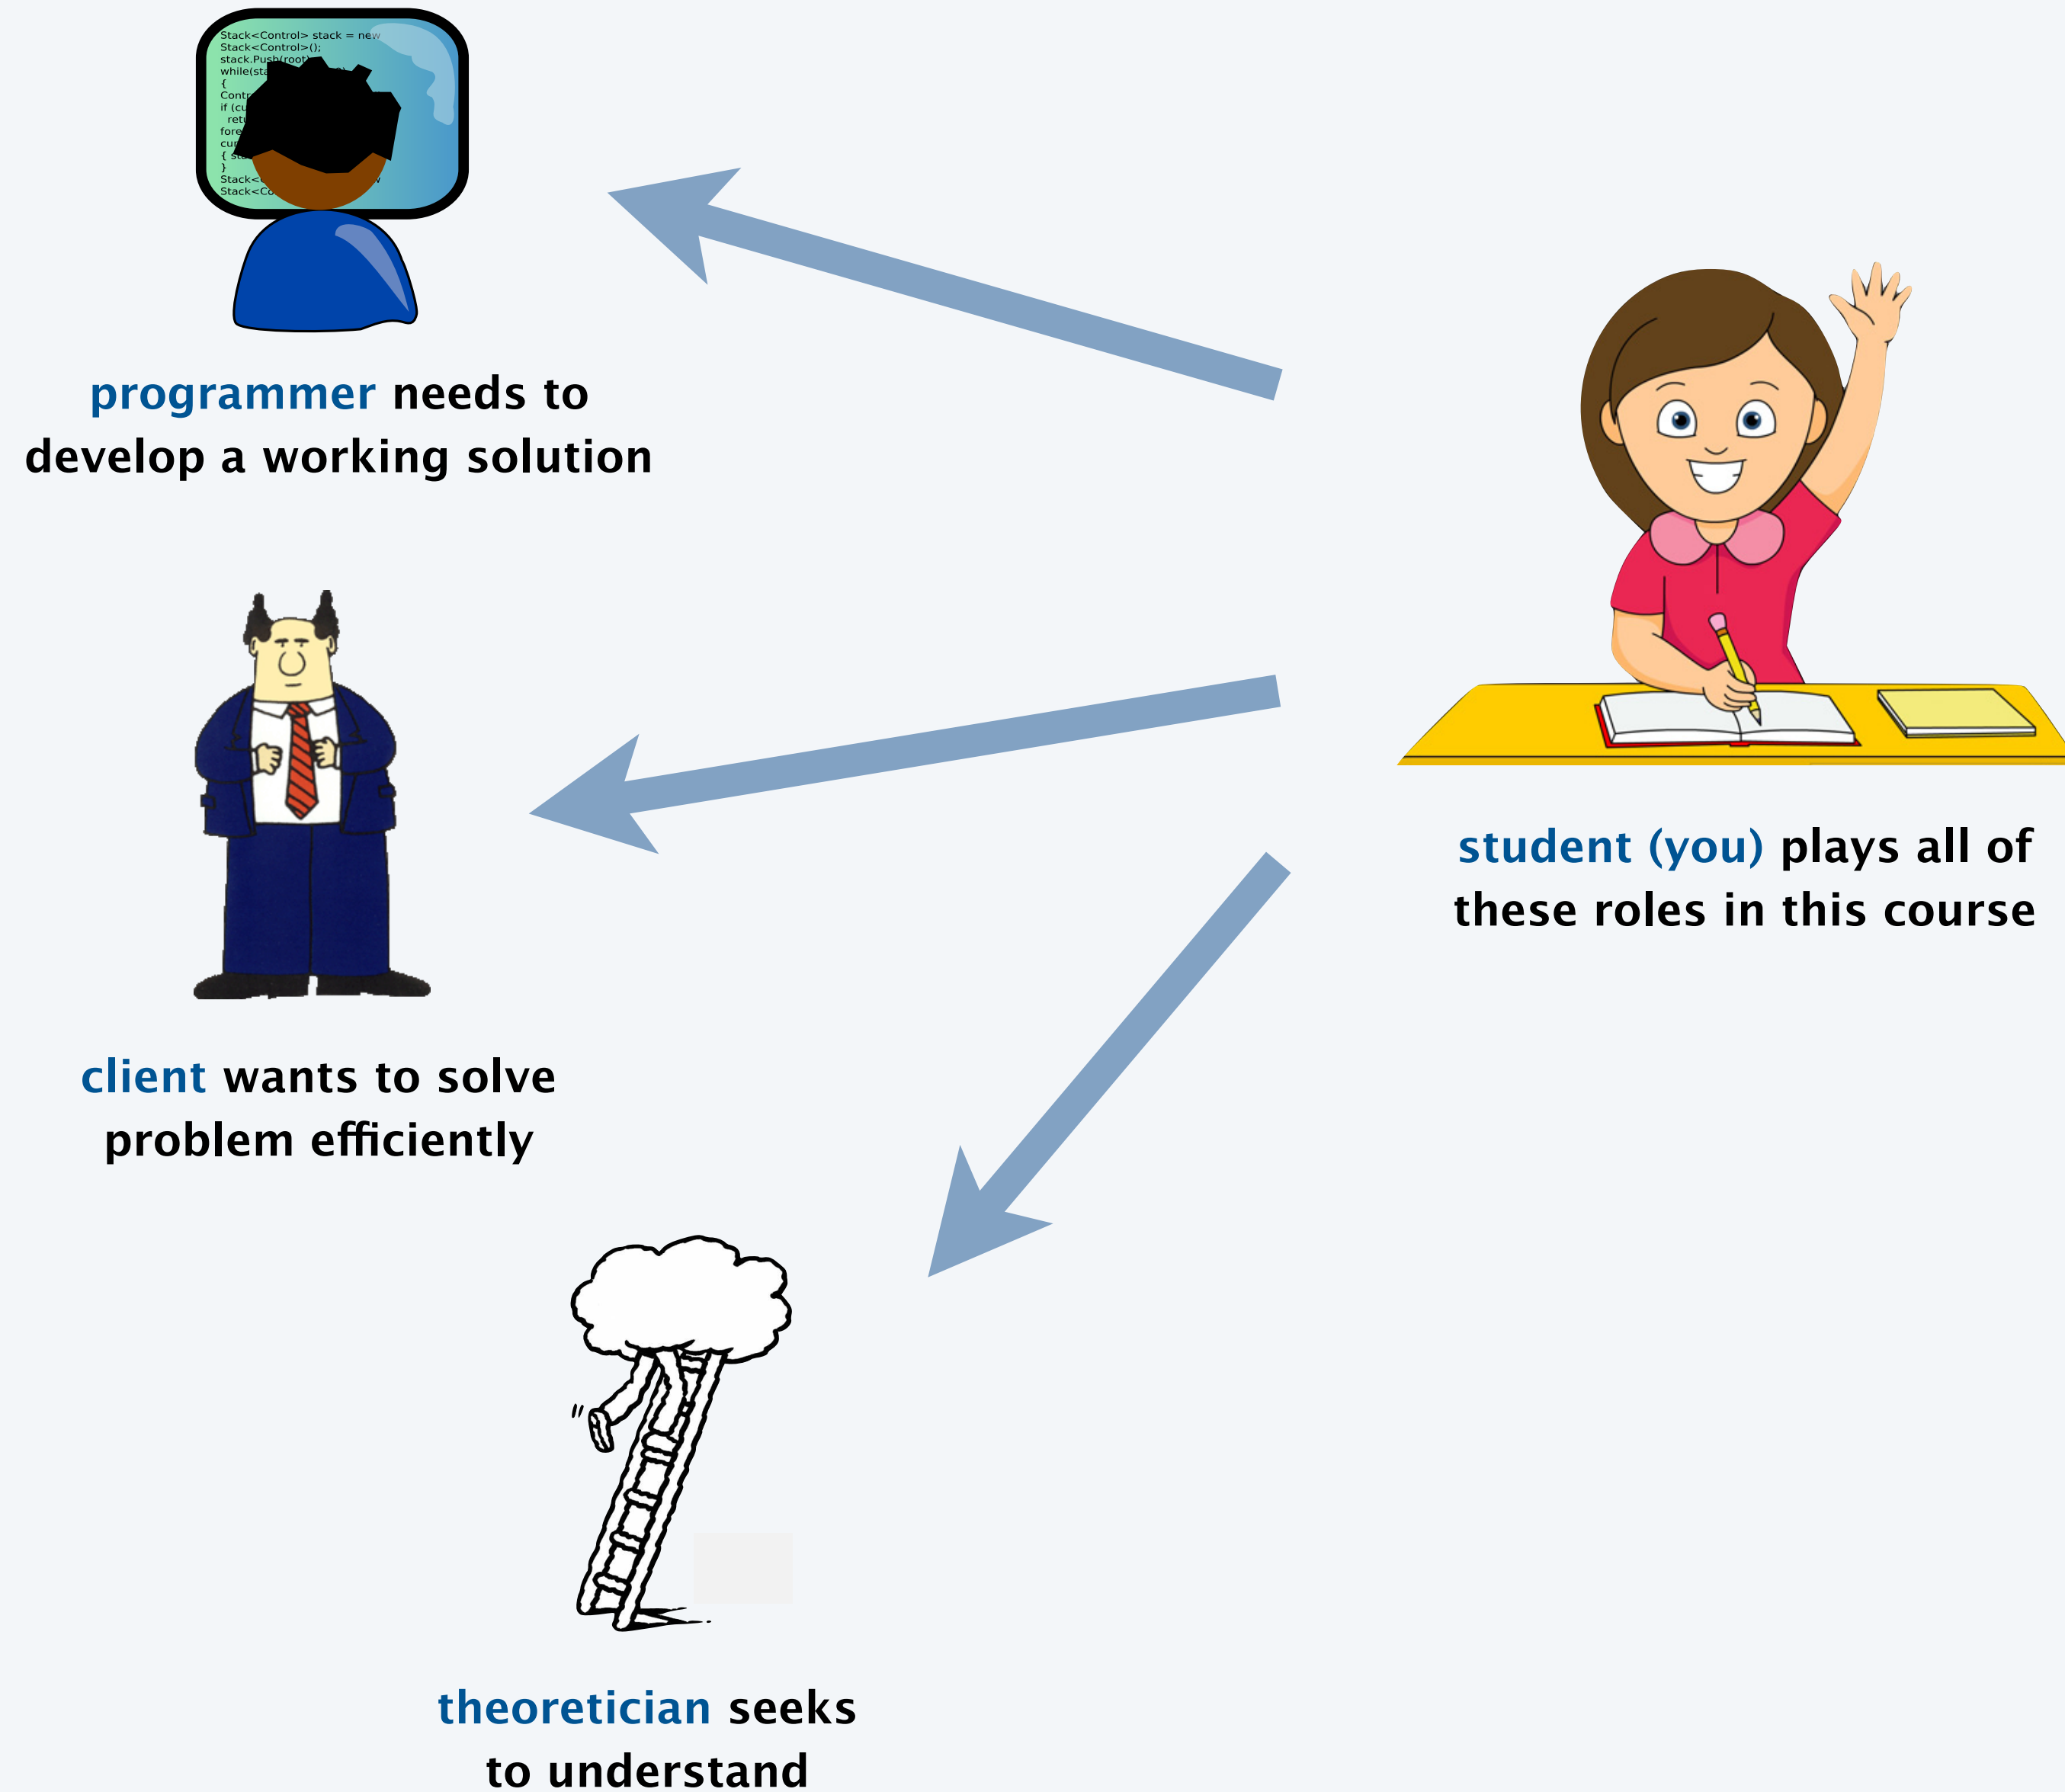 Stack<Control> stack = new
Stack<Control>();
{
if
{
}
programmer needs to
develop a working solution
client wants to solve
problem efficiently
student (you) plays all of
these roles in this course
theoretician seeks
to understand